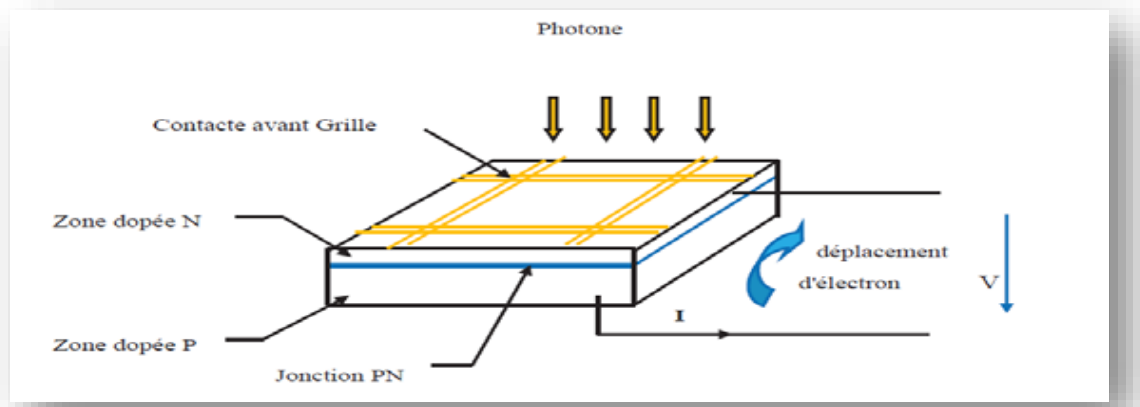 Photone
Contacte avant Grille
Zone dopée N
déplacement
d'électron
V
I
Zone dopée P
Jonction PN